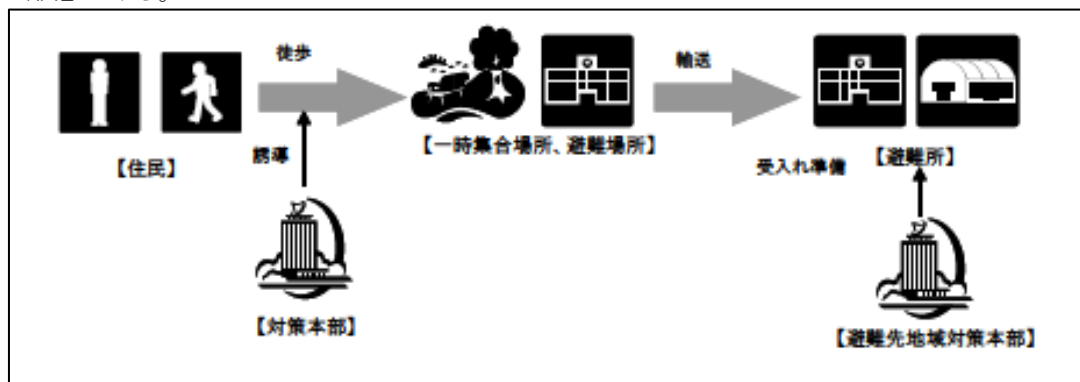 徒歩
輸送
【住民】
誘導
【一時集合場所、避難場所】
受入れ準備
【避難所】
【対策本部】
【避難先地域対策本部】